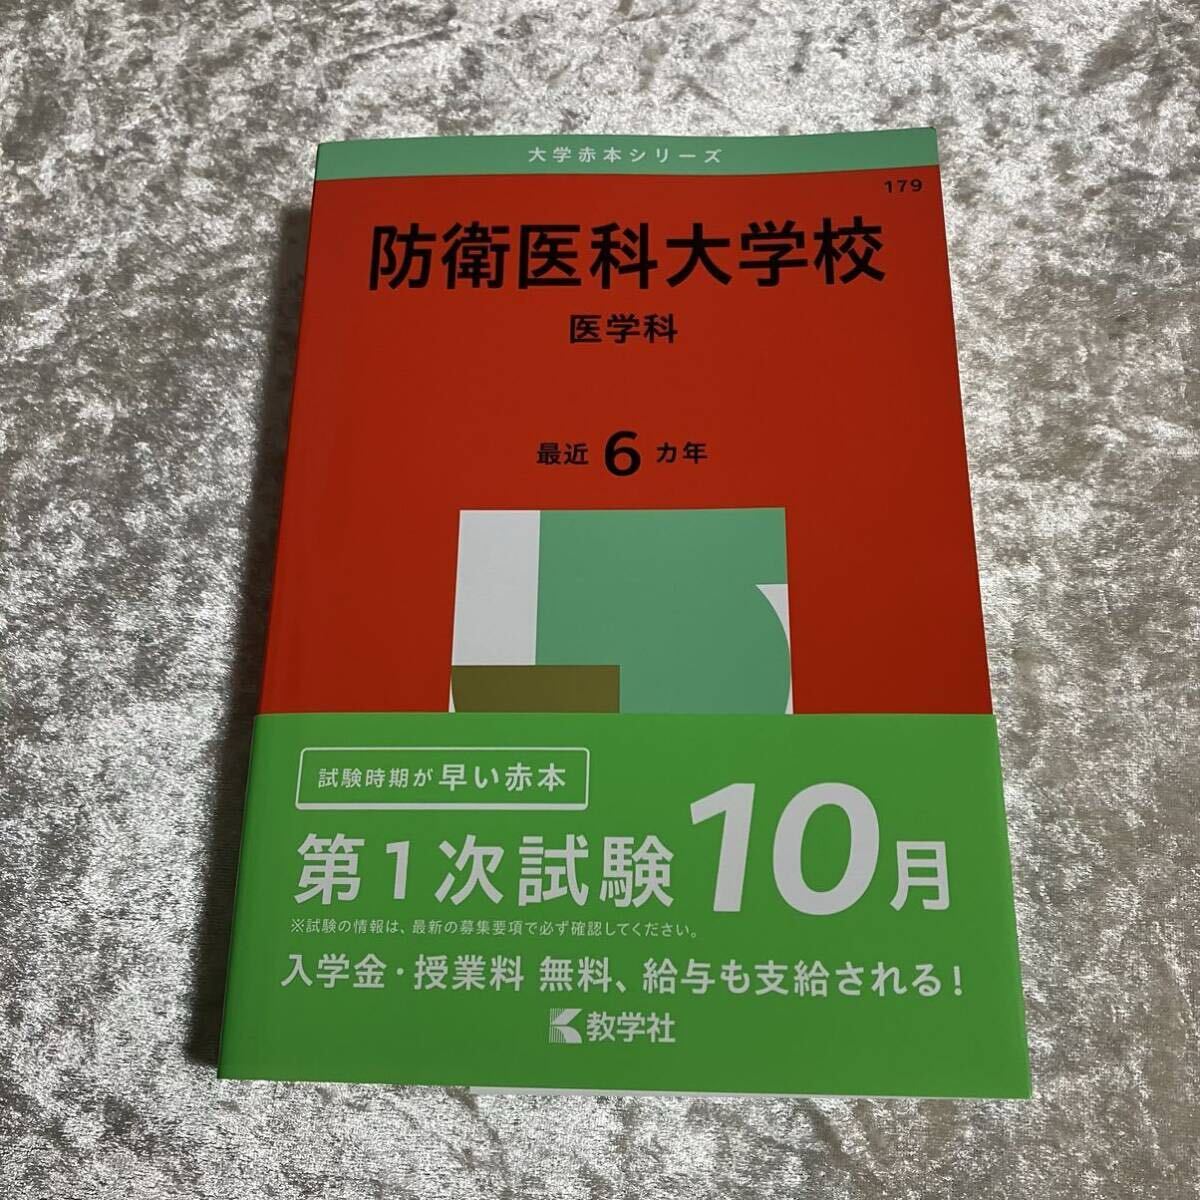 大学赤本シリーズ
179
防衛医科大学校
医学科
最近 6 カ年
試験時期が 早い赤本
第1次試験 10月
※試験の情報は、最新の募集要項で必ず確認してください。
入学金・授業料 無料、給与も支給される!
教学社